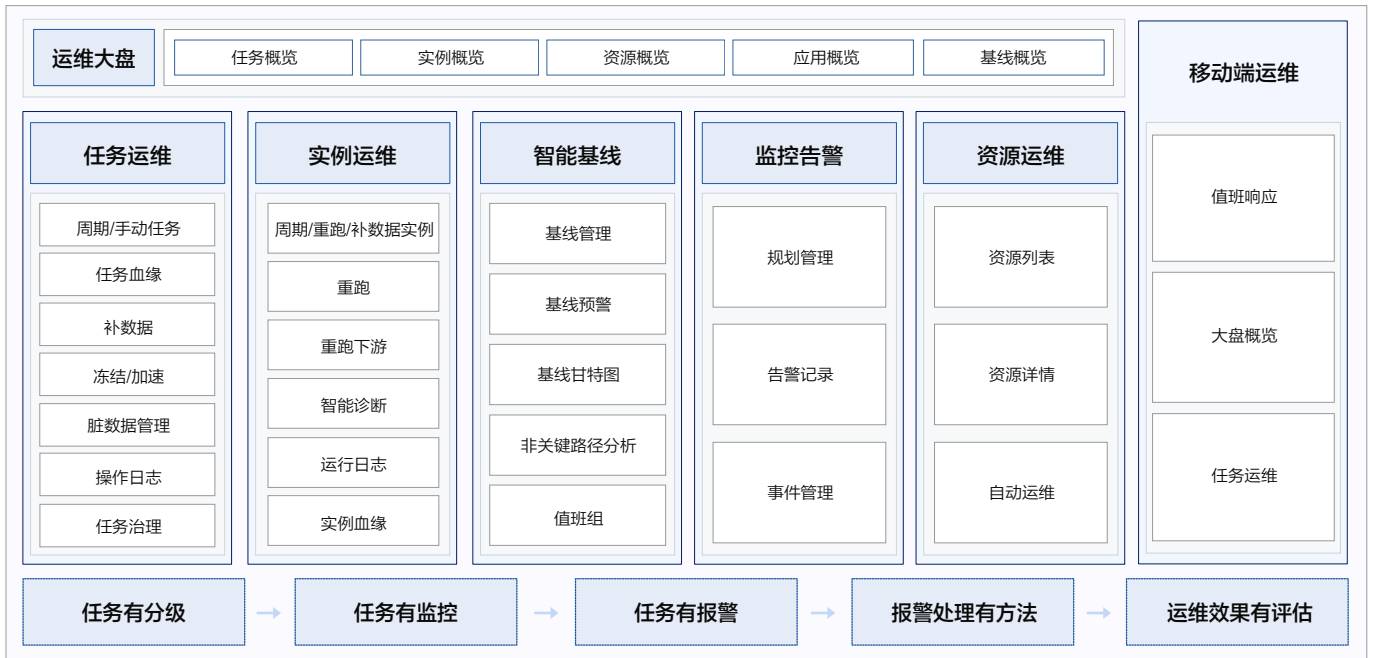 运维大盘
任务概览
实例概览
资源概览
应用概览
基线概览
移动端运维
值班响应
大盘概览
任务运维
任务运维
周期/手动任务
任务血缘
补数据
冻结/加速
脏数据管理
操作日志
任务治理
实例运维
周期/重跑/补数据实例
重跑
重跑下游
智能诊断
运行日志
实例血缘
智能基线
基线管理
基线预警
基线甘特图
非关键路径分析
值班组
监控告警
规划管理
告警记录
事件管理
资源运维
资源列表
资源详情
自动运维
任务有分级
任务有监控
任务有报警
报警处理有方法
运维效果有评估